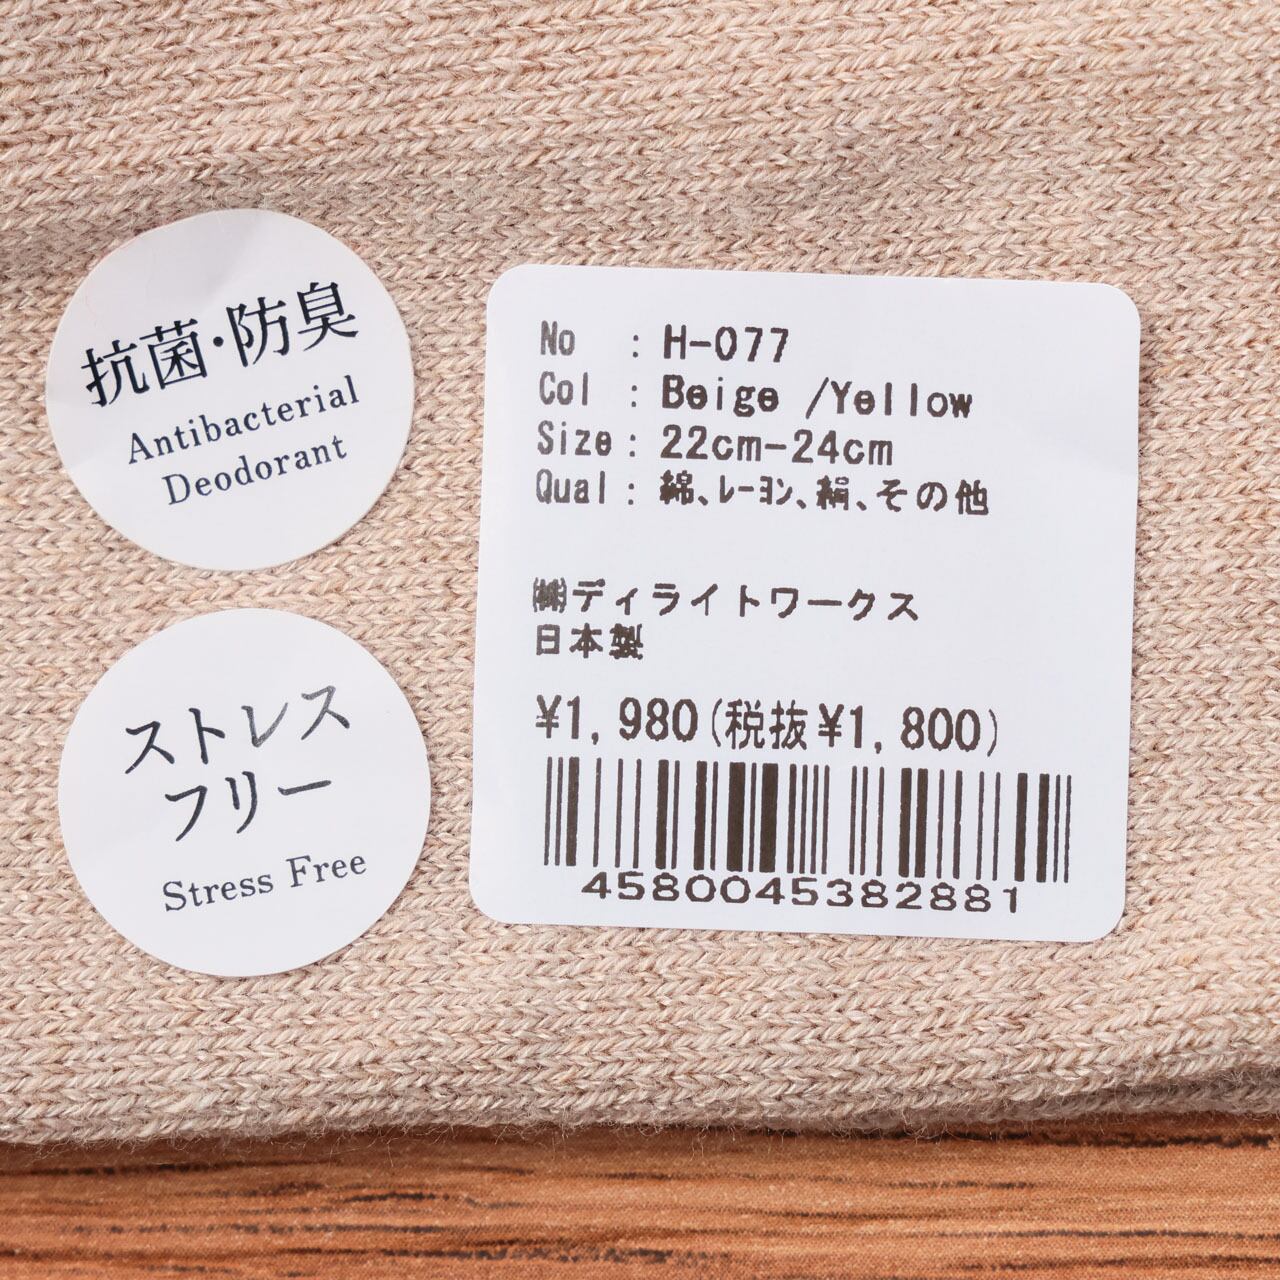 抗菌・防臭
Antibacterial
Deodorant
ストレス
フリー
Stress Free
No : H-077
Col : Beige /Yellow
Size : 22cm-24cm
Qual : 綿､ﾚｰﾖﾝ､絹､その他
㈱ディライトワークス
日本製
¥1,980(税抜¥1,800)
4580045382881